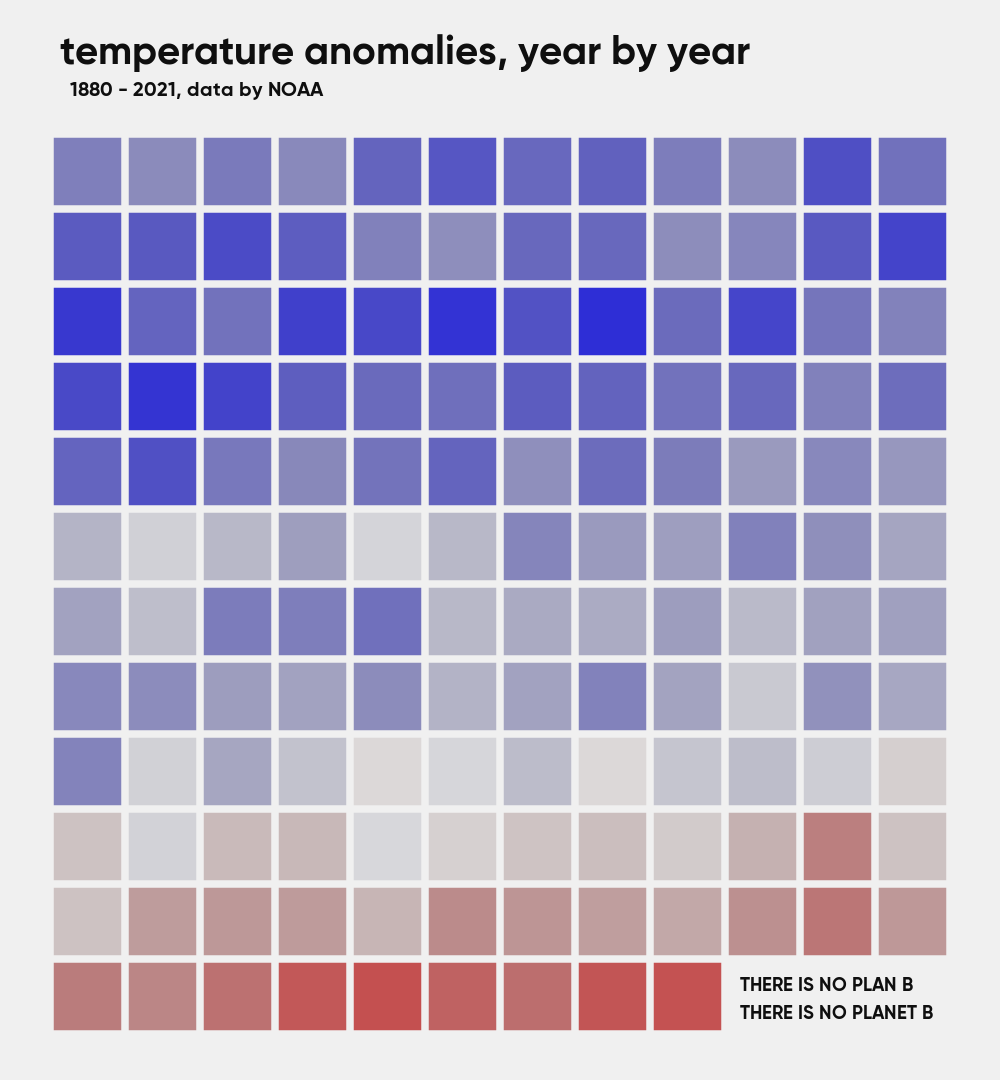 temperature anomalies, year by year
1880 - 2021, data by NOAA
THERE IS NO PLAN B
THERE IS NO PLANET B